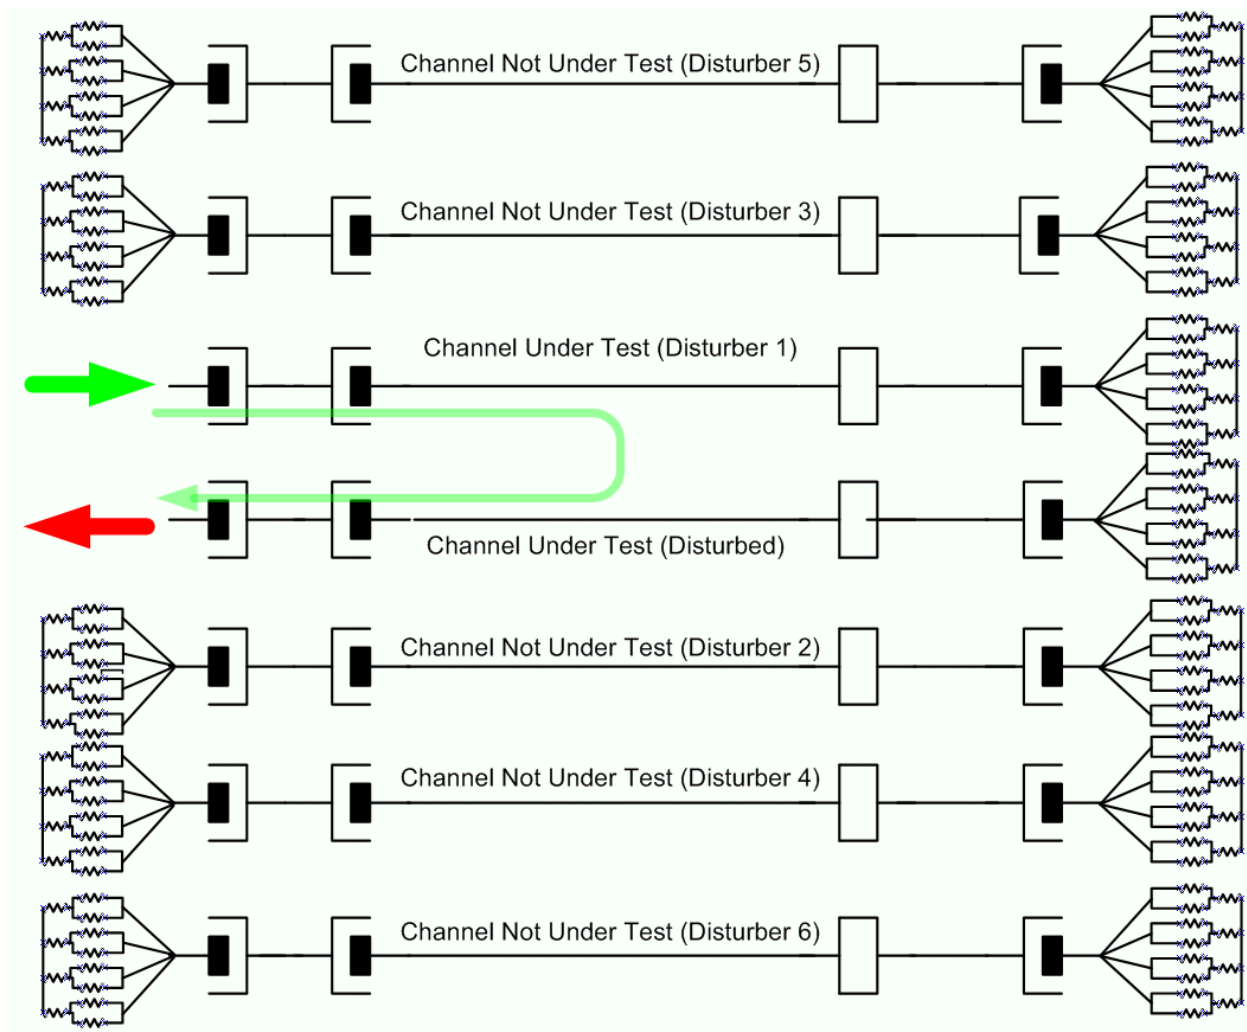 Channel Not Under Test (Disturber 5)
Channel Not Under Test (Disturber 3)
Channel Under Test (Disturber 1)
Channel Under Test (Disturbed)
Channel Not Under Test (Disturber 2)
Channel Not Under Test (Disturber 4)
Channel Not Under Test (Disturber 6)